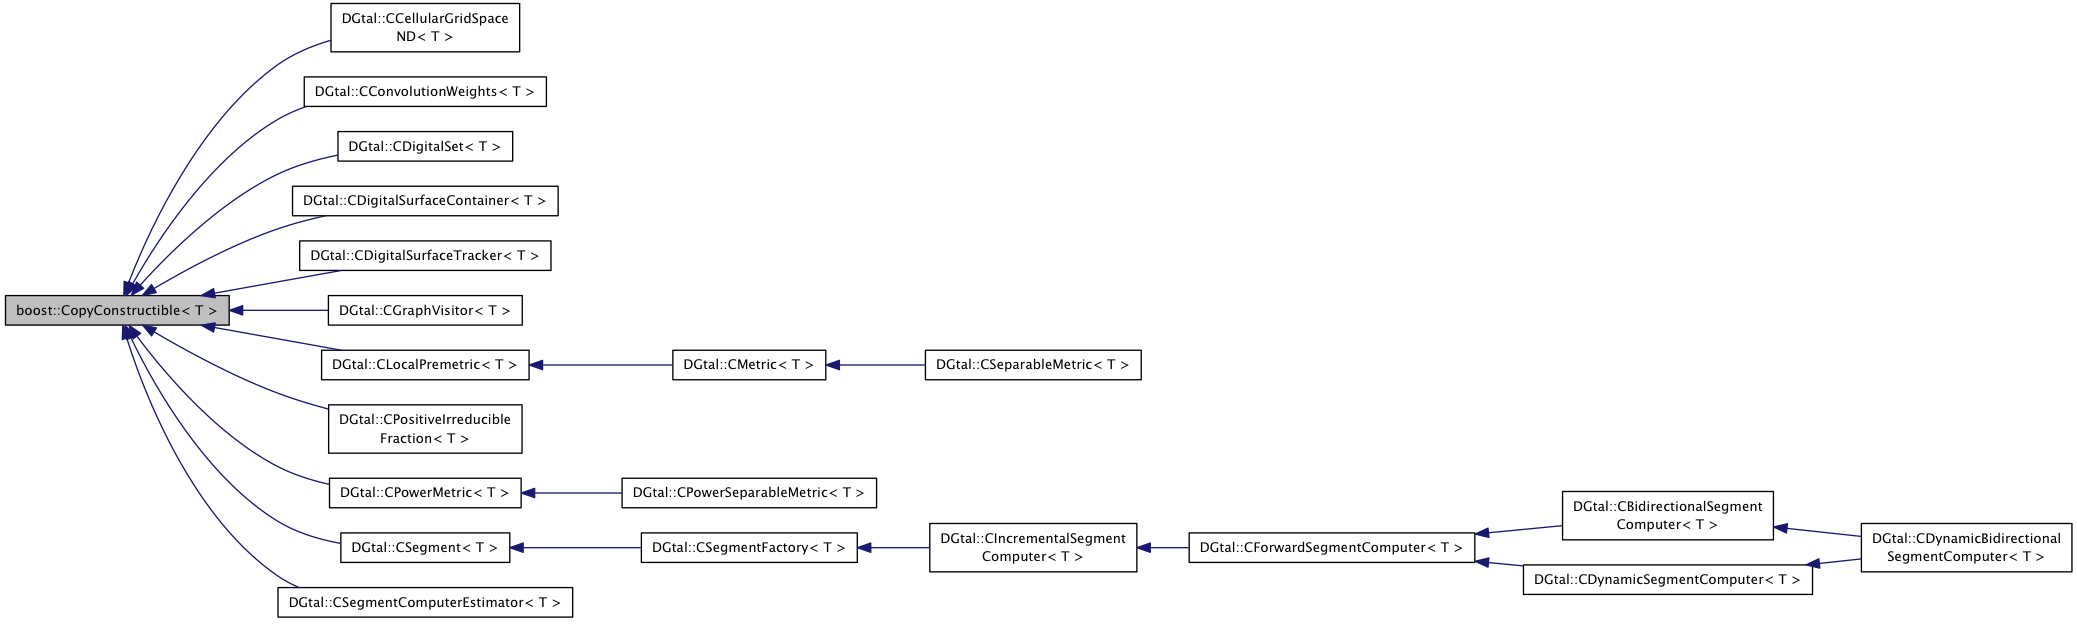 DGtal::CCellularGridSpace
ND< T >
DGtal::CConvolutionWeights< T >
DGtal::CDigitalSet< T >
DGtal::CDigitalSurfaceContainer< T >
DGtal::CDigitalSurfaceTracker< T >
boost::CopyConstructible< T >
DGtal::CGraphVisitor< T >
DGtal::CLocalPremetric< T >
DGtal::CMetric< T >
DGtal::CSeparableMetric< T >
DGtal::CPositiveIrreducible
Fraction< T >
DGtal::CPowerMetric< T >
DGtal::CPowerSeparableMetric< T >
DGtal::CSegment< T >
DGtal::CSegmentFactory< T >
DGtal::CIncrementalSegment
Computer< T >
DGtal::CForwardSegmentComputer< T >
DGtal::CBidirectionalSegment
Computer< T >
DGtal::CDynamicSegmentComputer< T >
DGtal::CDynamicBidirectional
SegmentComputer< T >
DGtal::CSegmentComputerEstimator< T >